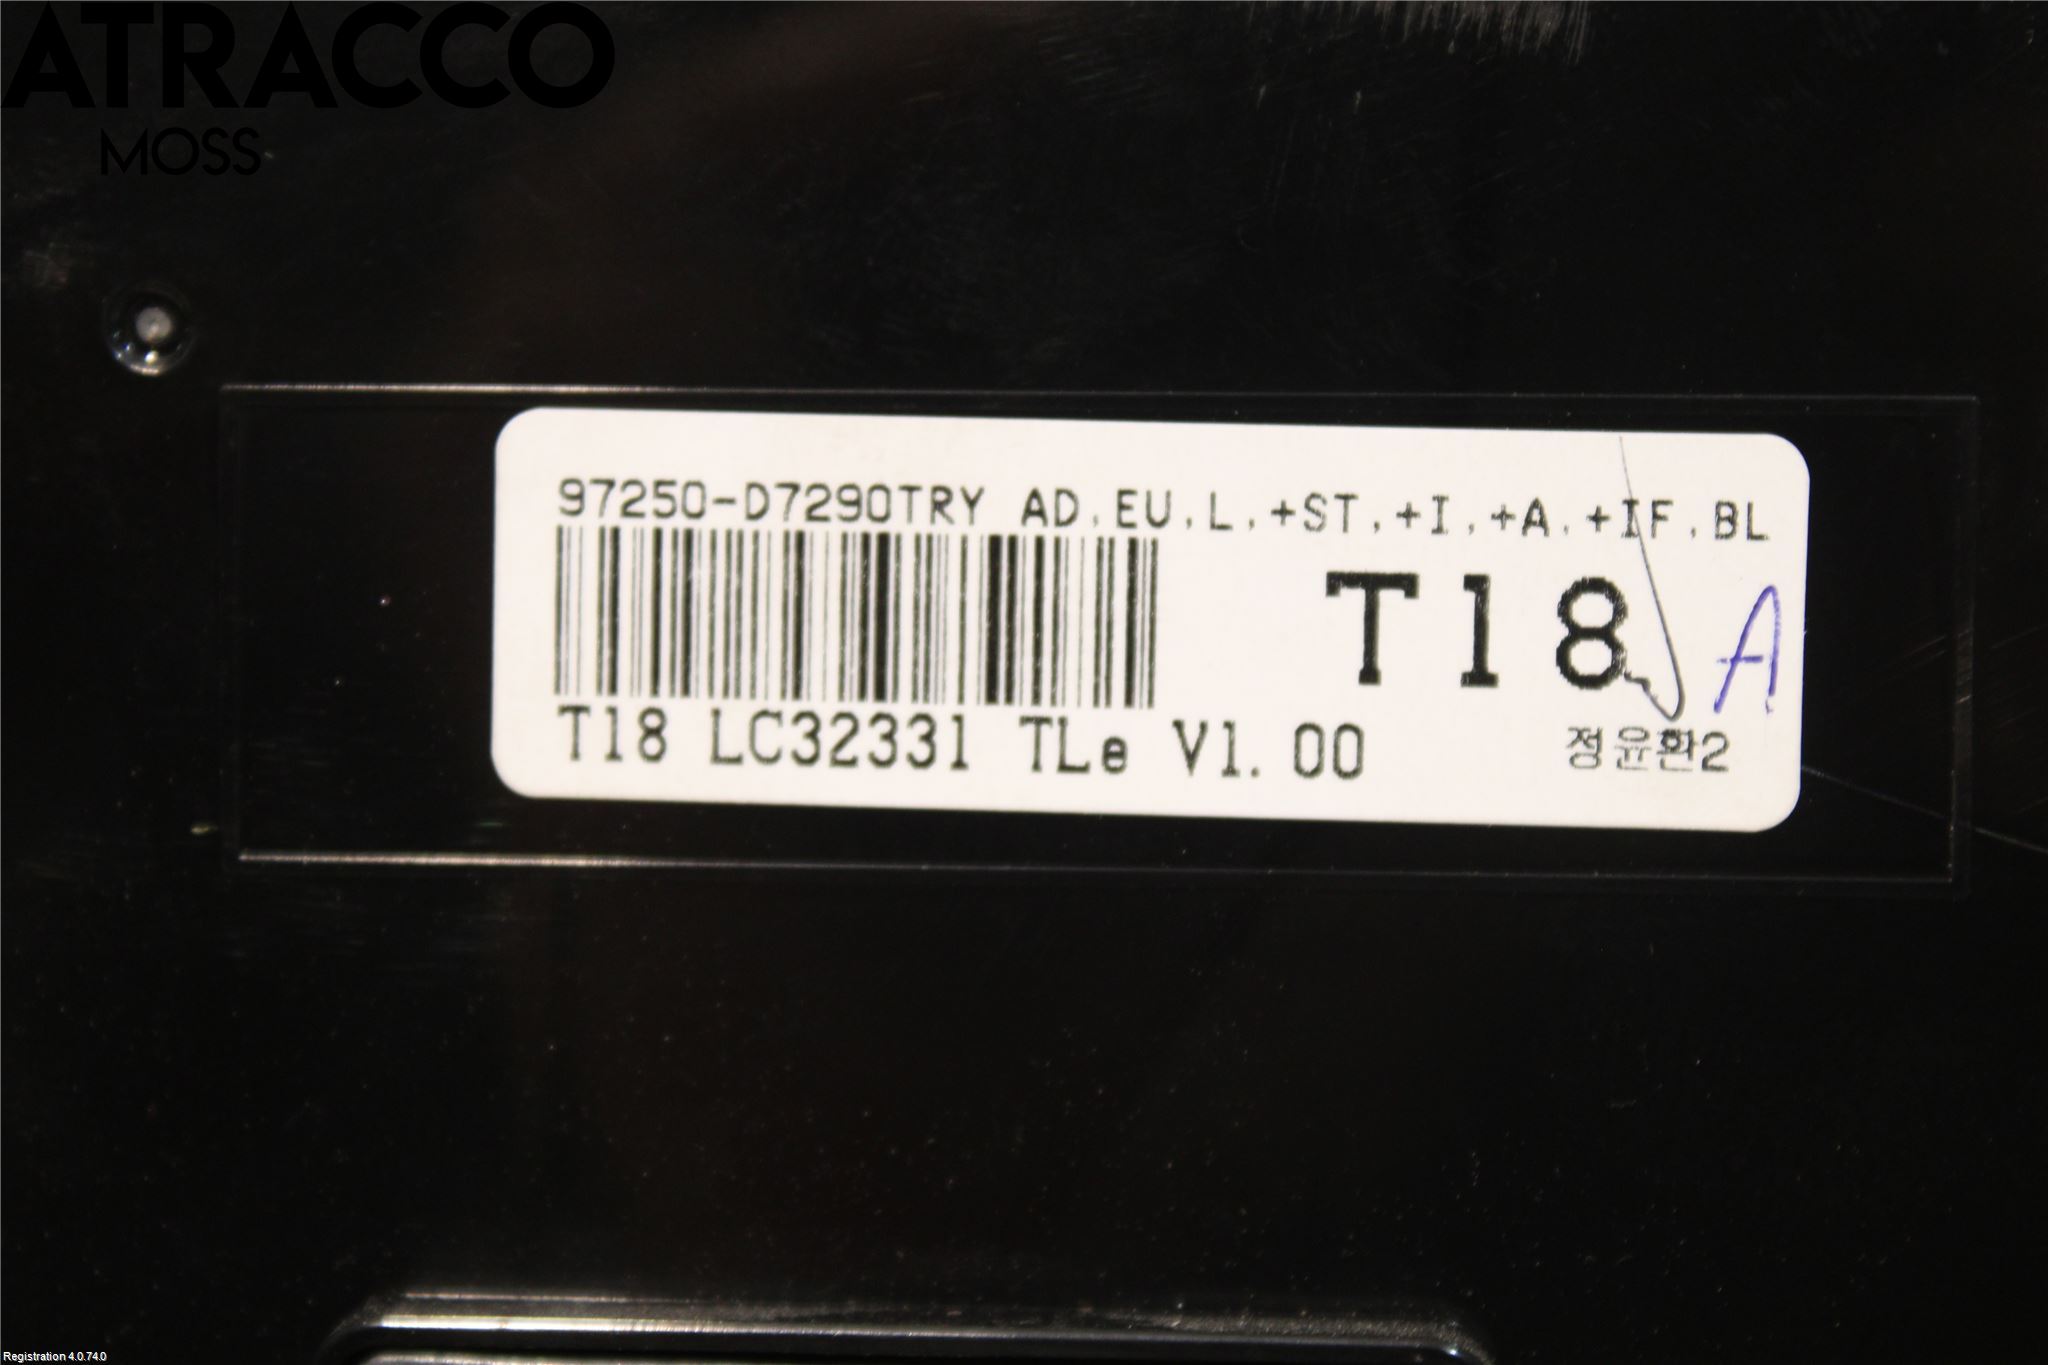 ATRACCO
MOSS
97250-D7290TRY AD,EU,L,+ST,+I,+A,+IF,BL
T18
A
T18 LC32331 TLe V1.00
정윤환2
Registration 4.0.74.0